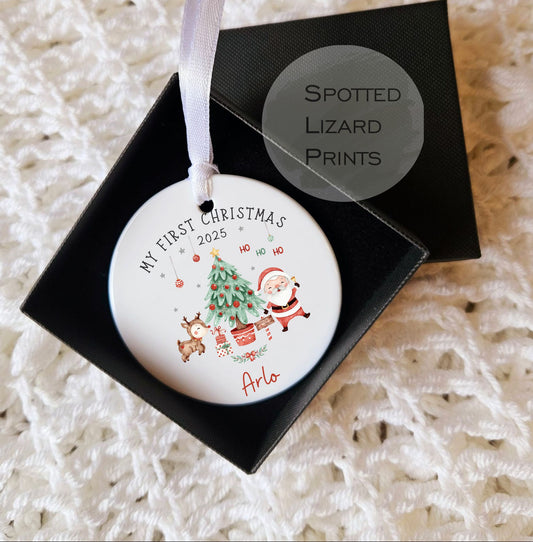 SPOTTED
LIZARD
PRINTS
MY FIRST CHRISTMAS
2025
HO HO HO
Arlo